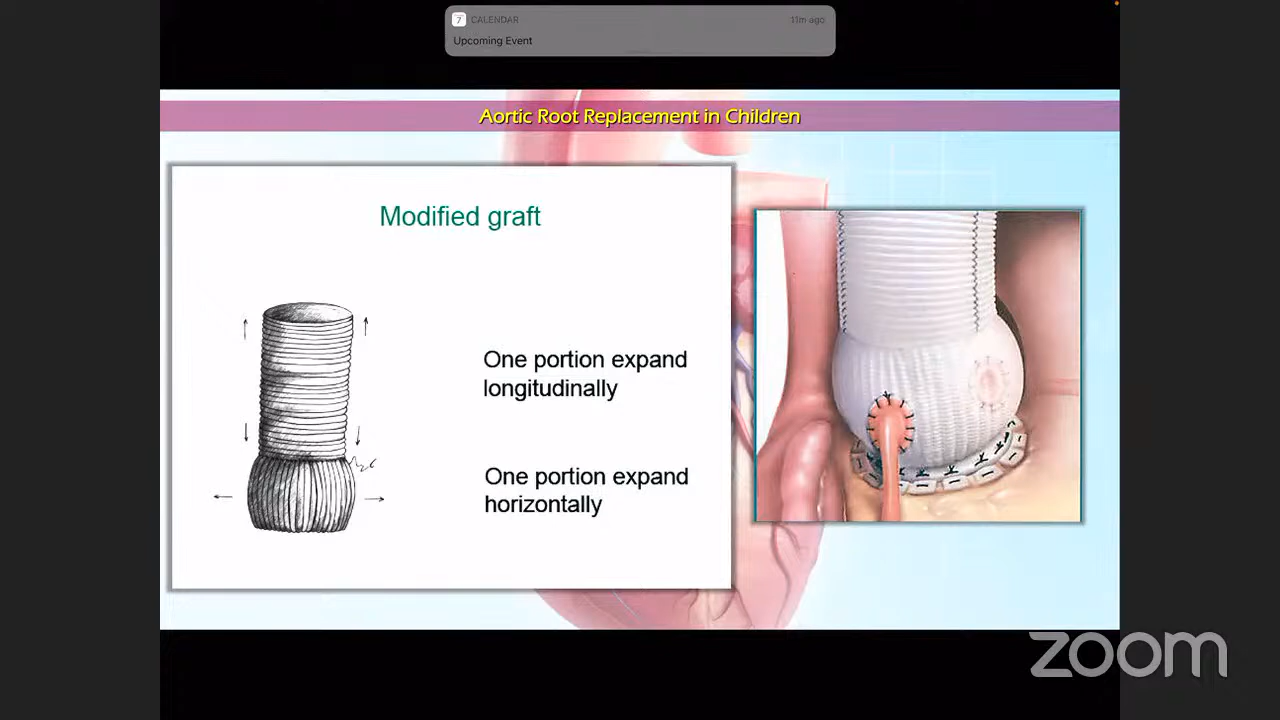 7 CALENDAR 11m ago
Upcoming Event
Aortic Root Replacement in Children
Modified graft
One portion expand
longitudinally
One portion expand
horizontally
zoom